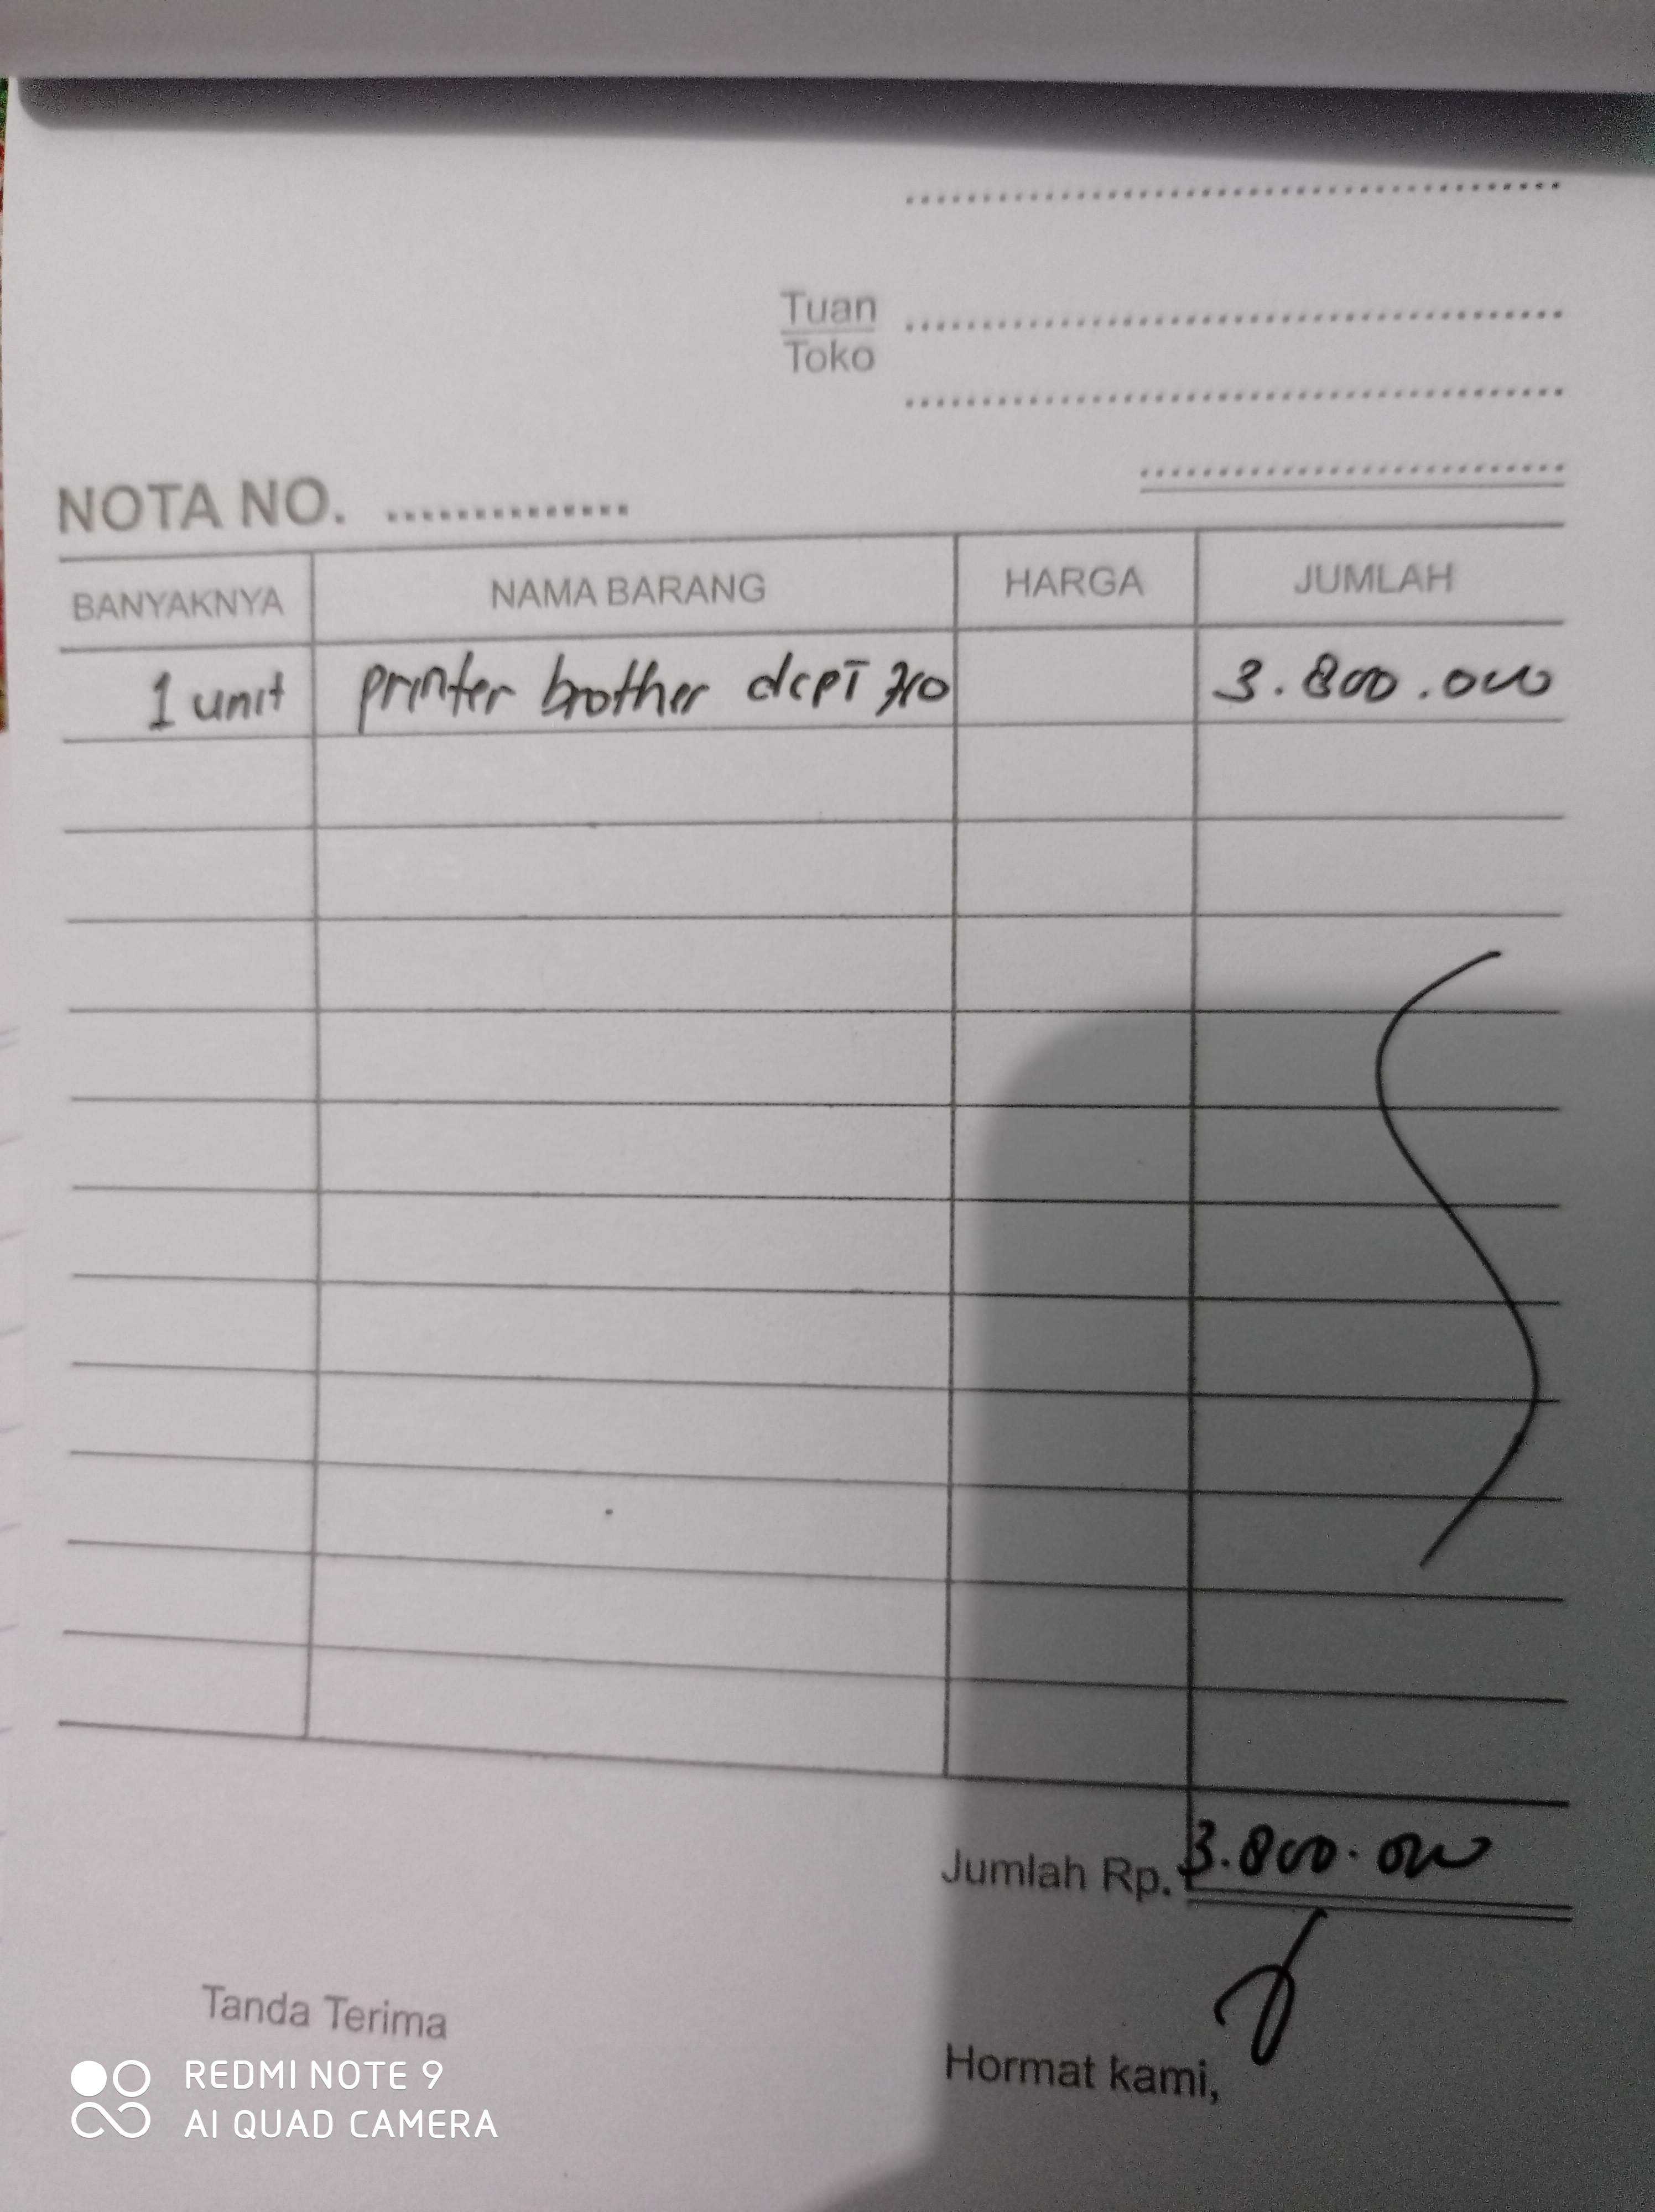 Tuan
Toko
NOTA NO.
BANYAKNYA NAMA BARANG HARGA JUMLAH
1 unit printer brother dcpT 710 3.800.000
Jumlah Rp. 3.800.000
Tanda Terima
Hormat kami,
REDMI NOTE 9
AI QUAD CAMERA